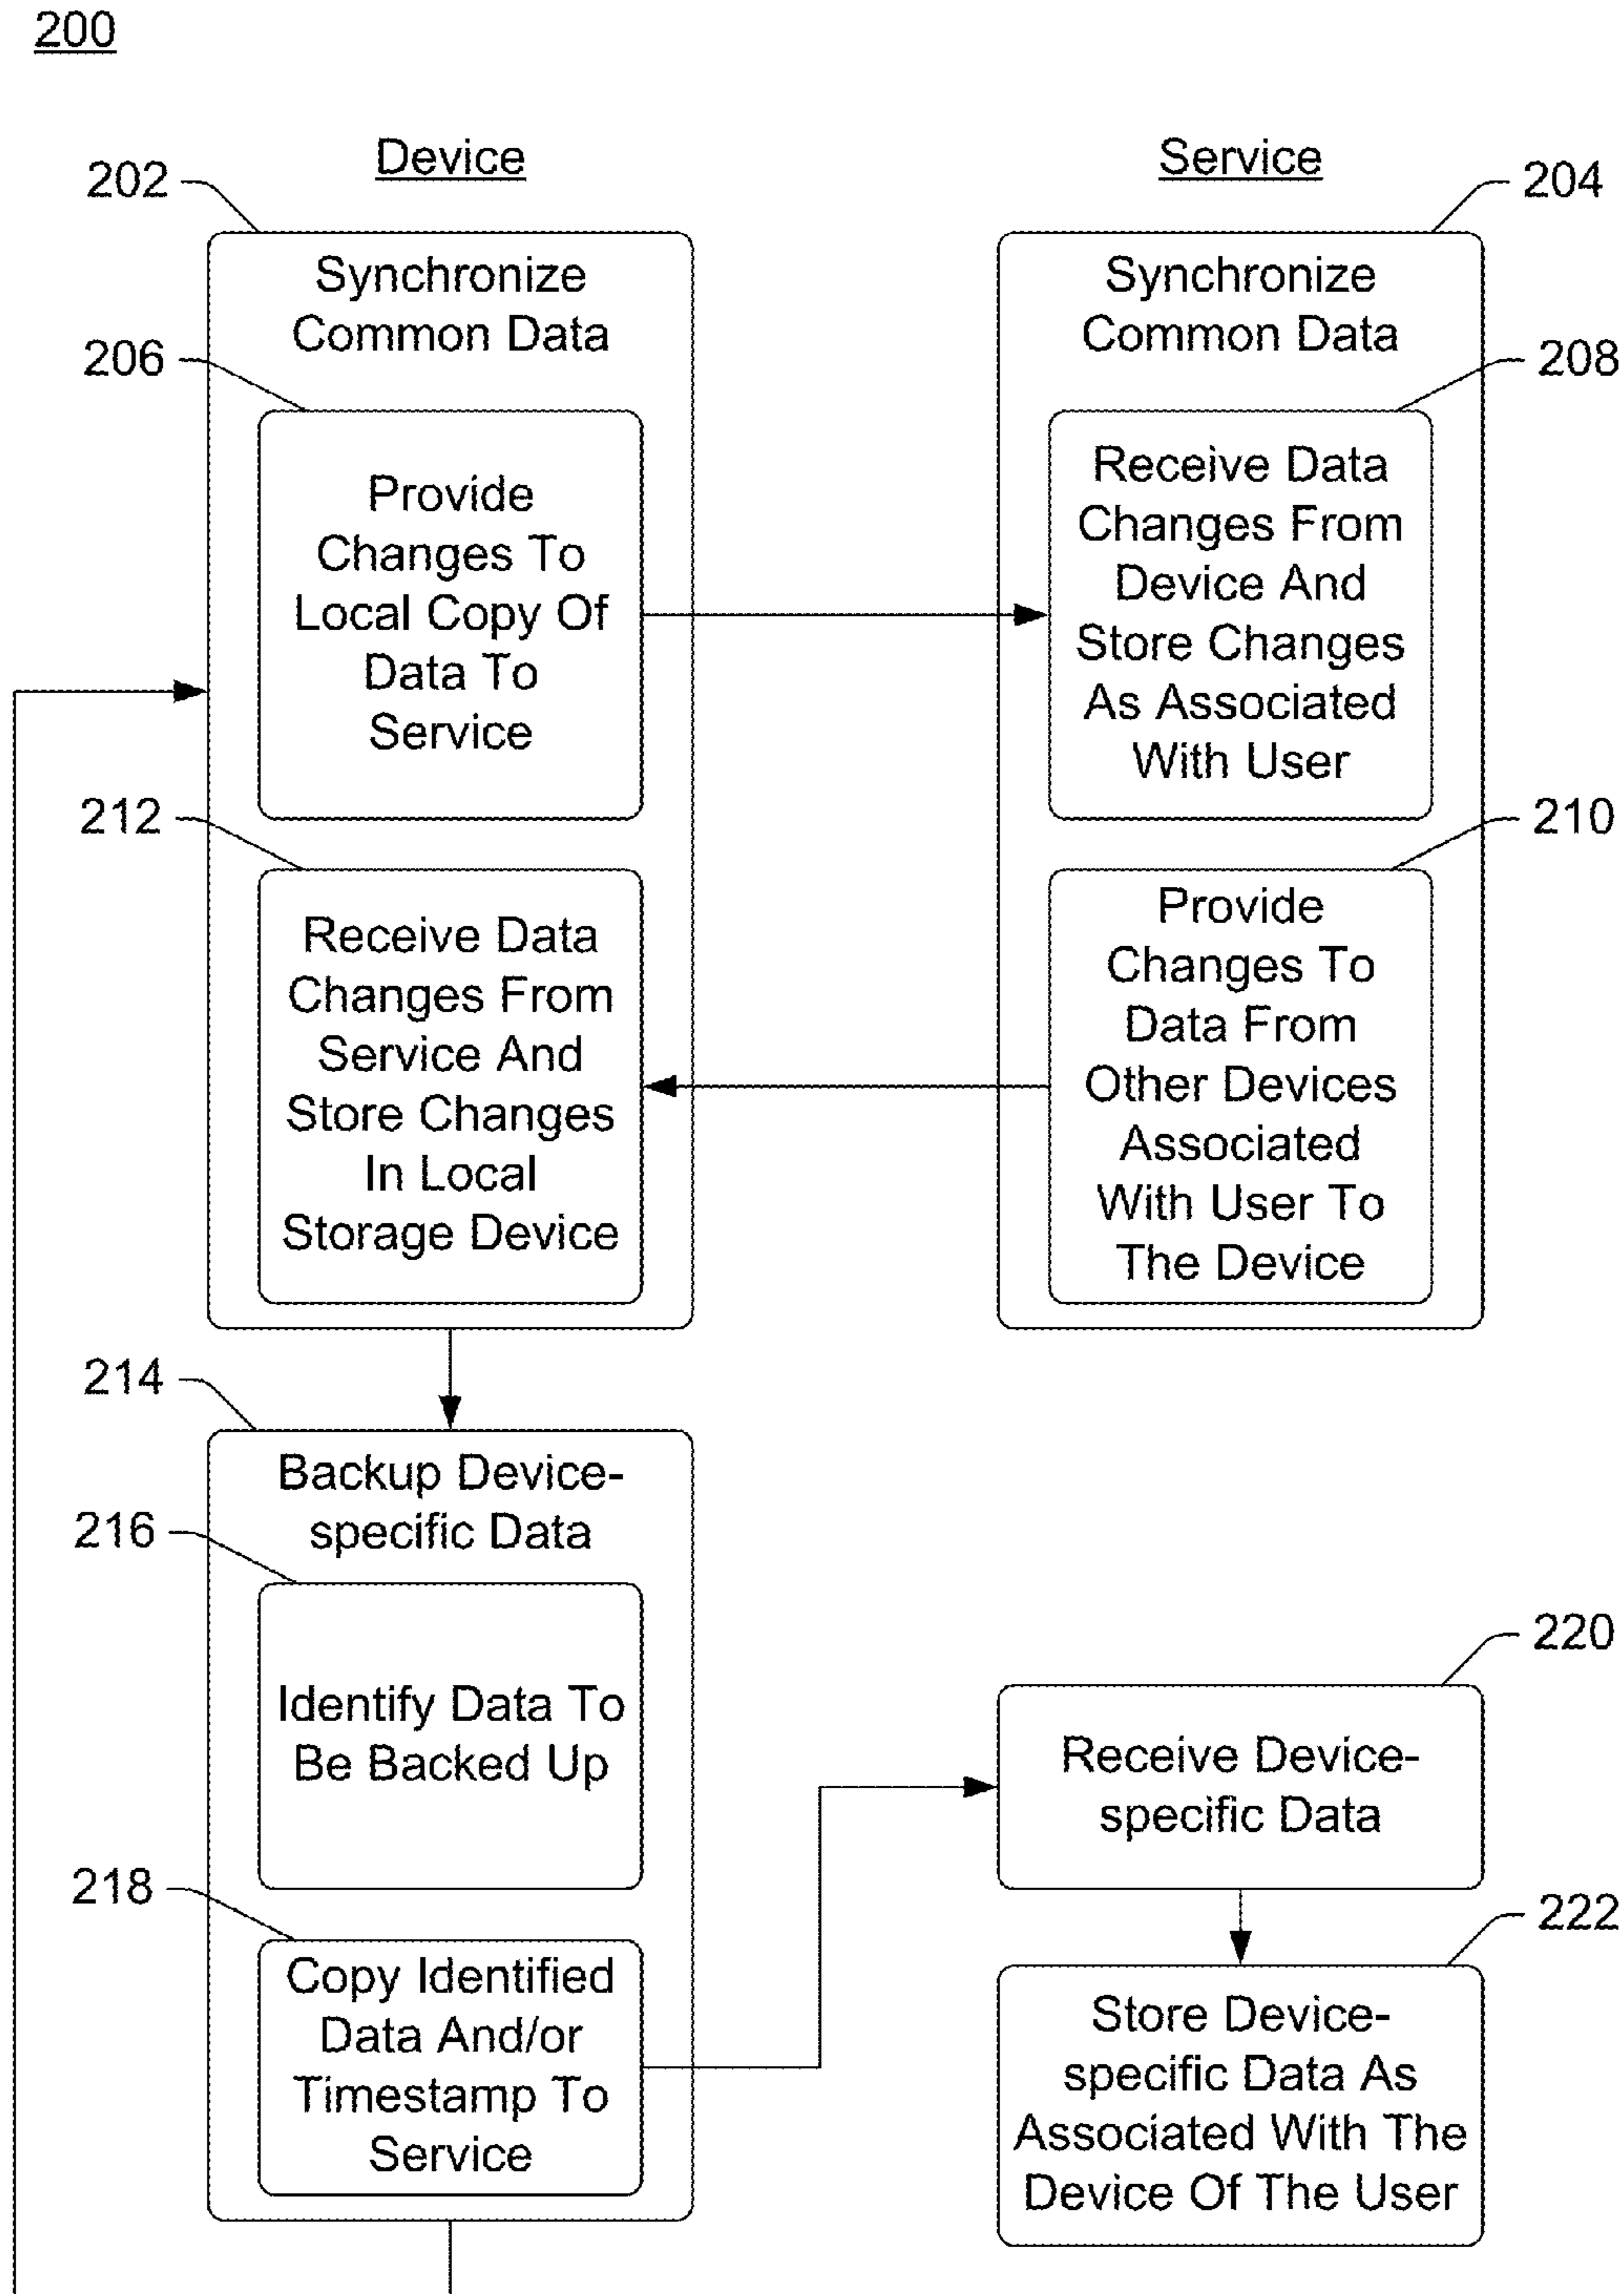 200
Device
Service
202
204
Synchronize
Common Data
Synchronize
Common Data
206
208
Provide
Changes To
Local Copy Of
Data To
Service
Receive Data
Changes From
Device And
Store Changes
As Associated
With User
212
210
Receive Data
Changes From
Service And
Store Changes
In Local
Storage Device
Provide
Changes To
Data From
Other Devices
Associated
With User To
The Device
214
Backup Device-
specific Data
216
Identify Data To
Be Backed Up
218
Copy Identified
Data And/or
Timestamp To
Service
220
Receive Device-
specific Data
222
Store Device-
specific Data As
Associated With The
Device Of The User